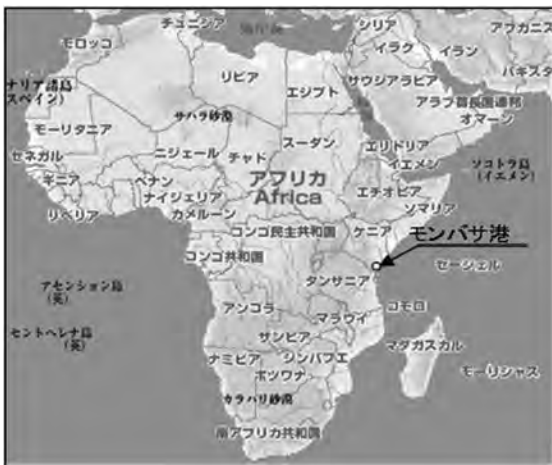 チュニジア
モロッコ
シリア
アフガニス
イラク
イラン
ナリア諸島
スペイン)
リビア
エジプト
サウジアラビア
パキスタ
アラブ首長国連邦
オマーン
サハラ砂漠
モーリタニア
セネガル
ニジェール
チャド
スーダン
エリトリア
イエメン
ソコトラ島
(イエメン)
ギニア
ベナン
アフリカ
Africa
エチオピア
ナイジェリア
ソマリア
リベリア
カメルーン
コンゴ民主共和国
ケニア
モンバサ港
コンゴ共和国
セーシェル
タンザニア
アセンション島
(英)
アンゴラ
マラウイ
コモロ
セントヘレナ島
(英)
ザンビア
ナミビア
ジンバブエ
マダガスカル
ボツワナ
モーリシャス
カラハリ砂漠
南アフリカ共和国